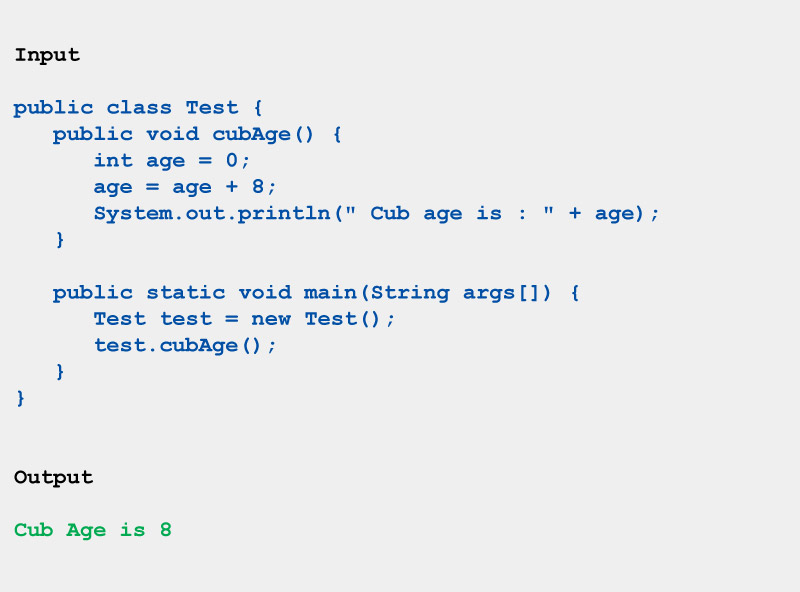 Input
public class Test {
   public void cubAge() {
      int age = 0;
      age = age + 8;
      System.out.println(" Cub age is : " + age);
   }
   public static void main(String args[]) {
      Test test = new Test();
      test.cubAge();
   }
}
Output
Cub Age is 8